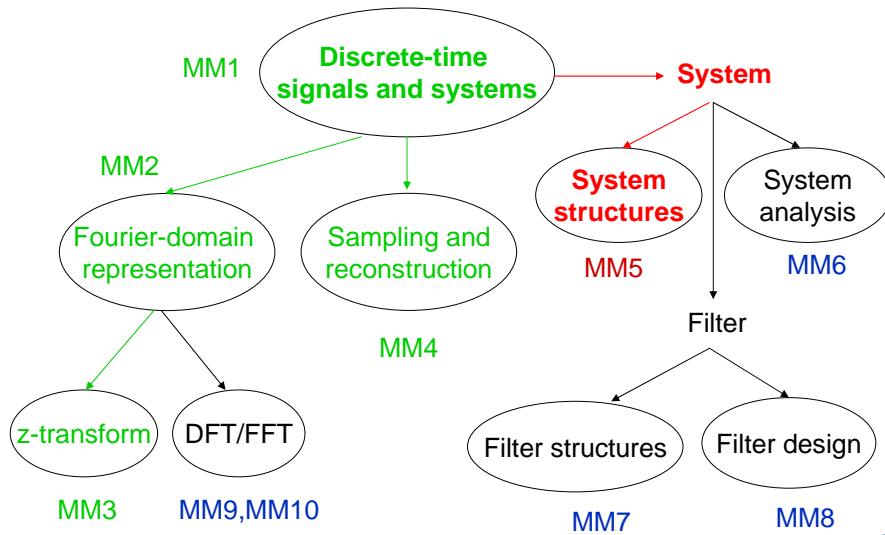 MM1
Discrete-time
signals and systems
System
MM2
System
structures
System
analysis
Fourier-domain
representation
Sampling and
reconstruction
MM5
MM6
Filter
MM4
z-transform
DFT/FFT
Filter structures
Filter design
MM3
MM9,MM10
MM7
MM8